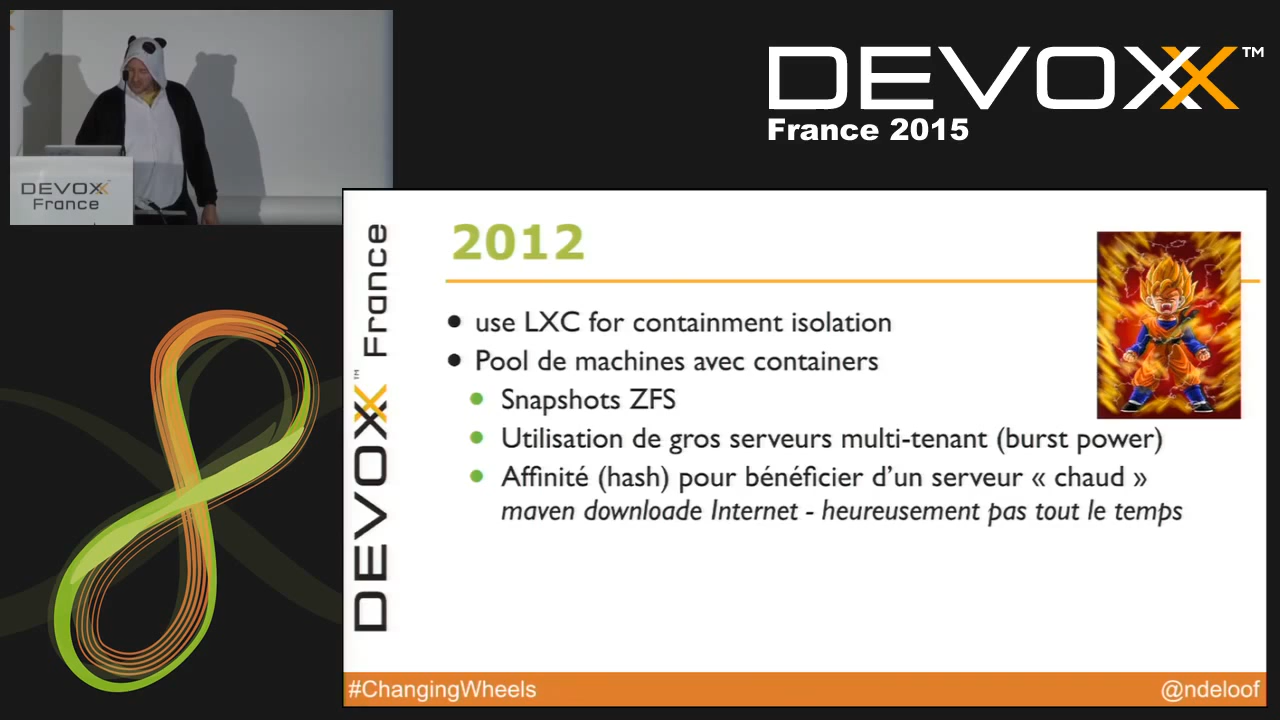 DEVOXX™
France 2015
DEVOXX
France
DEVOXX™ France
2012
• use LXC for containment isolation
• Pool de machines avec containers
• Snapshots ZFS
• Utilisation de gros serveurs multi-tenant (burst power)
• Affinité (hash) pour bénéficier d’un serveur « chaud »
maven downloade Internet - heureusement pas tout le temps
#ChangingWheels
@ndeloof